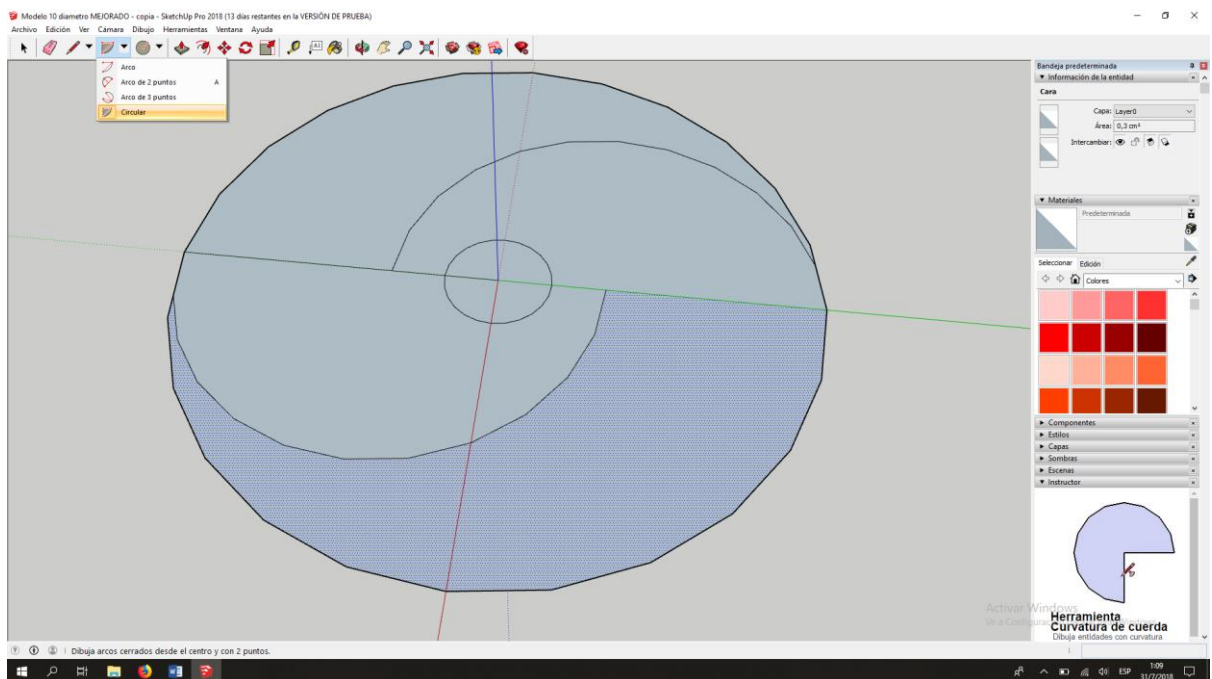 Modelo 10 diametro MEJORADO - copia - SketchUp Pro 2018 (13 días restantes en la VERSIÓN DE PRUEBA)
Archivo Edición Ver Cámara Dibujo Herramientas Ventana Ayuda
Arco
Arco de 2 puntos A
Arco de 3 puntos
Circular
Bandeja predeterminada
Información de la entidad
Cara
Capa: Layer0
Área: 0,3 cm²
Intercambiar:
Materiales
Predeterminada
Seleccionar Edición
Colores
Componentes
Estilos
Capas
Sombras
Escenas
Instructor
Activar Windows
Herramienta
Curvatura de cuerda
Dibuja entidades con curvatura
Dibuja arcos cerrados desde el centro y con 2 puntos.
ESP
1:09
31/7/2018